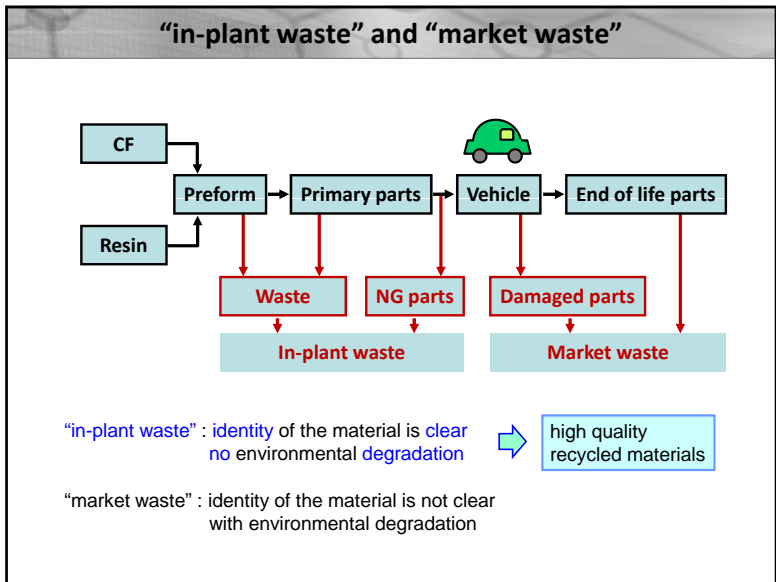 “in-plant waste” and “market waste”
CF
Preform
Primary parts
Vehicle
End of life parts
Resin
Waste
NG parts
Damaged parts
In-plant waste
Market waste
“in-plant waste” : identity of the material is clear
no environmental degradation
high quality
recycled materials
“market waste” : identity of the material is not clear
with environmental degradation